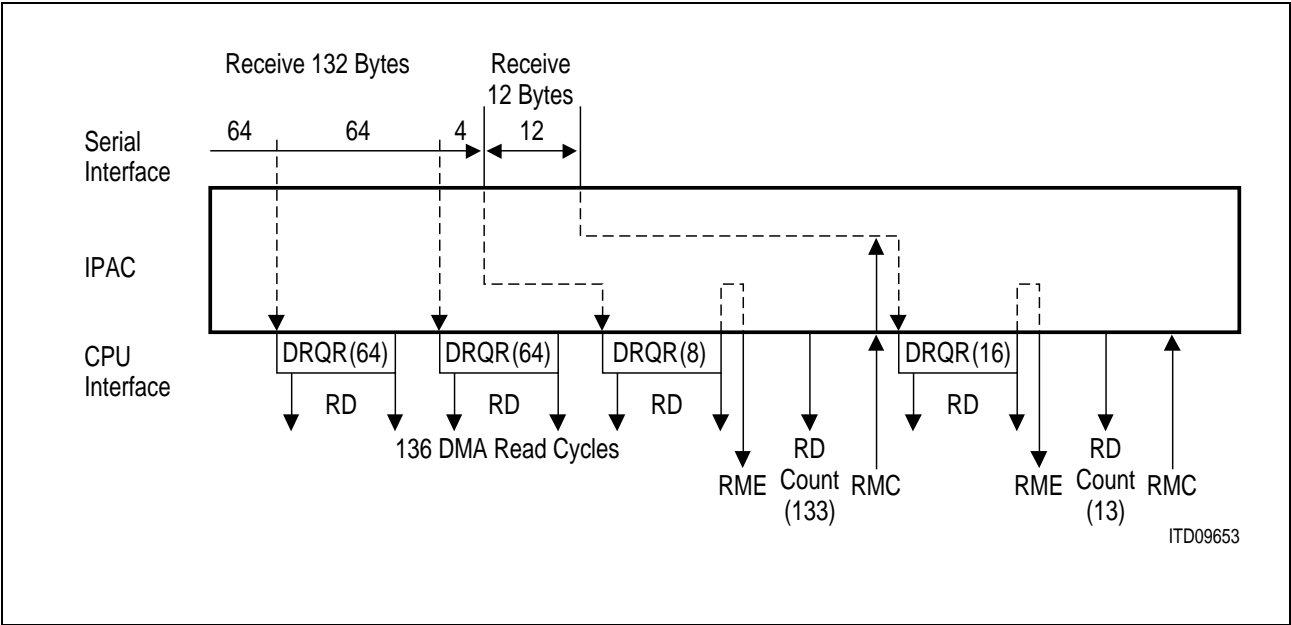 Receive 132 Bytes
Receive
12 Bytes
Serial
Interface
64
64
4
12
IPAC
CPU
Interface
DRQR(64)
DRQR(64)
DRQR(8)
DRQR(16)
RD
RD
RD
RD
136 DMA Read Cycles
RME
RD
Count
(133)
RMC
RME
RD
Count
(13)
RMC
ITD09653